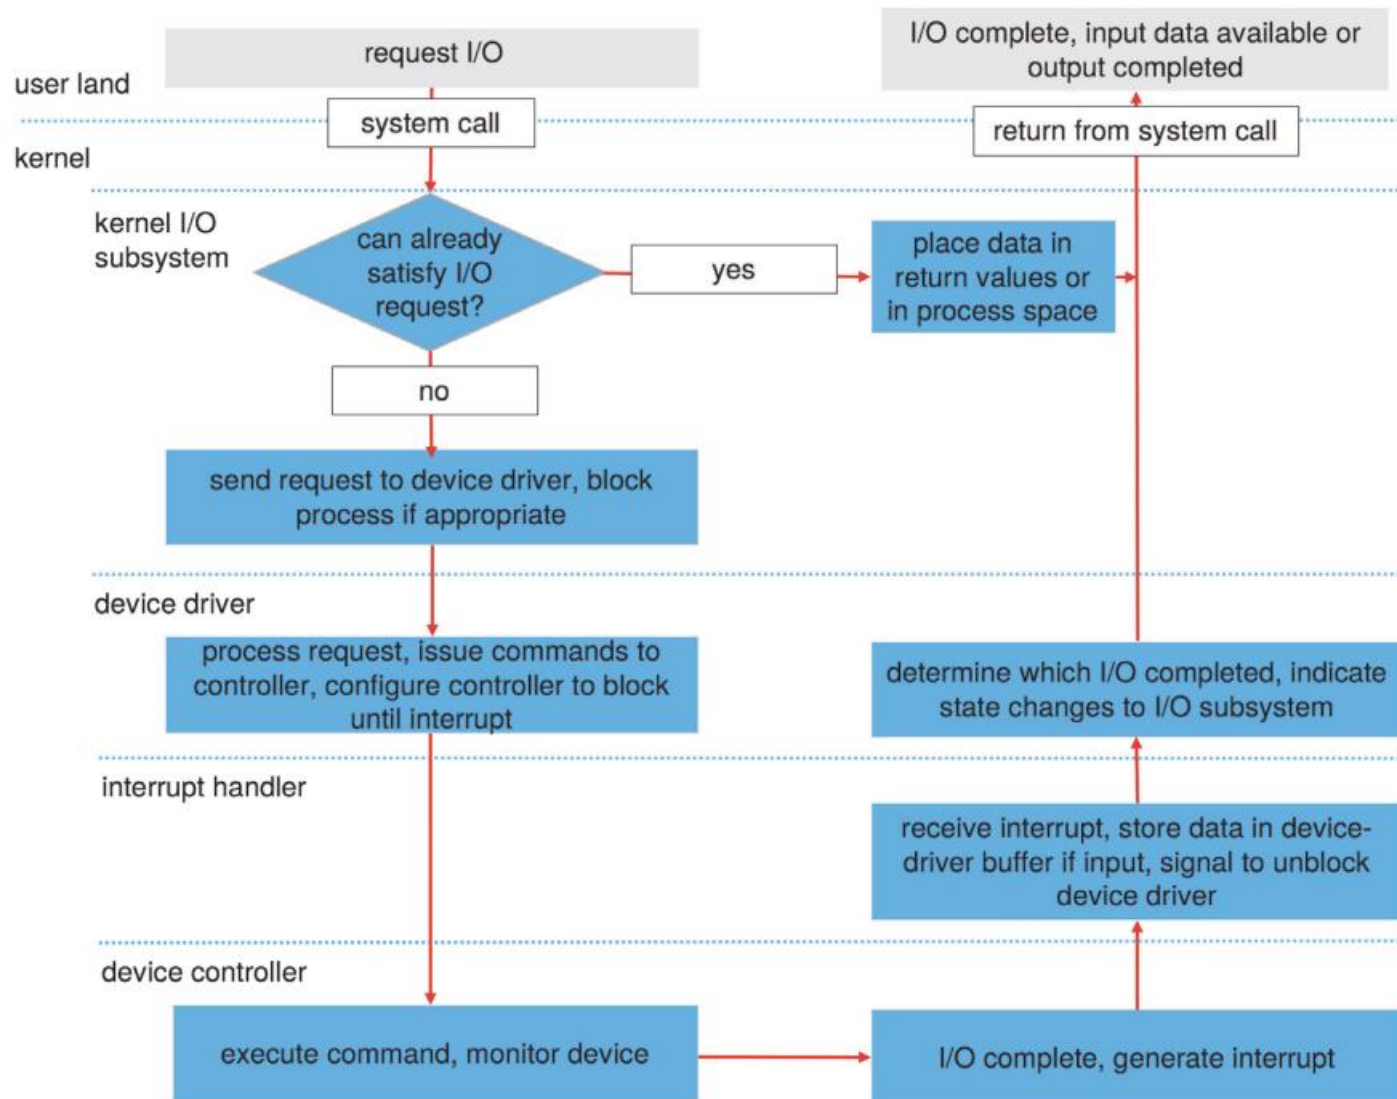 request I/O
I/O complete, input data available or
output completed
user land
system call
return from system call
kernel
kernel I/O
subsystem
can already
satisfy I/O
request?
yes
place data in
return values or
in process space
no
send request to device driver, block
process if appropriate
device driver
process request, issue commands to
controller, configure controller to block
until interrupt
determine which I/O completed, indicate
state changes to I/O subsystem
interrupt handler
receive interrupt, store data in device-
driver buffer if input, signal to unblock
device driver
device controller
execute command, monitor device
I/O complete, generate interrupt